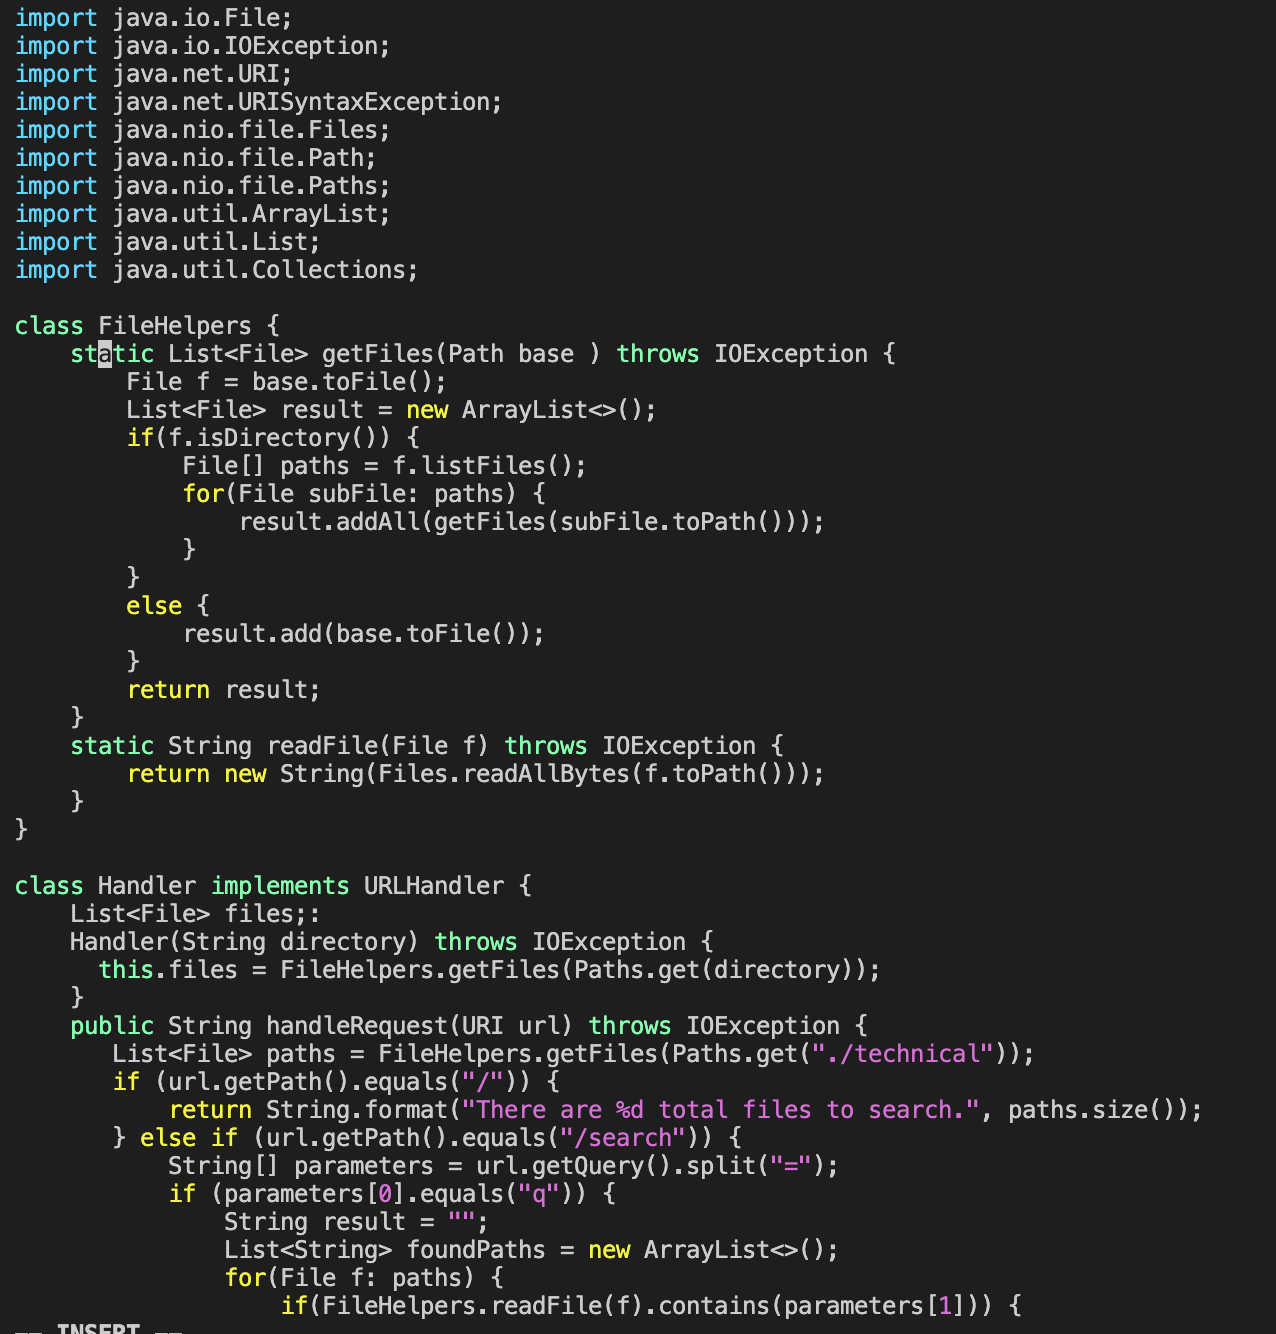 import java.io.File;
import java.io.IOException;
import java.net.URI;
import java.net.URISyntaxException;
import java.nio.file.Files;
import java.nio.file.Path;
import java.nio.file.Paths;
import java.util.ArrayList;
import java.util.List;
import java.util.Collections;

class FileHelpers {
    static List<File> getFiles(Path base ) throws IOException {
        File f = base.toFile();
        List<File> result = new ArrayList<>();
        if(f.isDirectory()) {
            File[] paths = f.listFiles();
            for(File subFile: paths) {
                result.addAll(getFiles(subFile.toPath()));
            }
        }
        else {
            result.add(base.toFile());
        }
        return result;
    }
    static String readFile(File f) throws IOException {
        return new String(Files.readAllBytes(f.toPath()));
    }
}

class Handler implements URLHandler {
    List<File> files;:
    Handler(String directory) throws IOException {
      this.files = FileHelpers.getFiles(Paths.get(directory));
    }
    public String handleRequest(URI url) throws IOException {
       List<File> paths = FileHelpers.getFiles(Paths.get("./technical"));
       if (url.getPath().equals("/")) {
           return String.format("There are %d total files to search.", paths.size());
       } else if (url.getPath().equals("/search")) {
           String[] parameters = url.getQuery().split("=");
           if (parameters[0].equals("q")) {
               String result = "";
               List<String> foundPaths = new ArrayList<>();
               for(File f: paths) {
                   if(FileHelpers.readFile(f).contains(parameters[1])) {
-- INSERT --